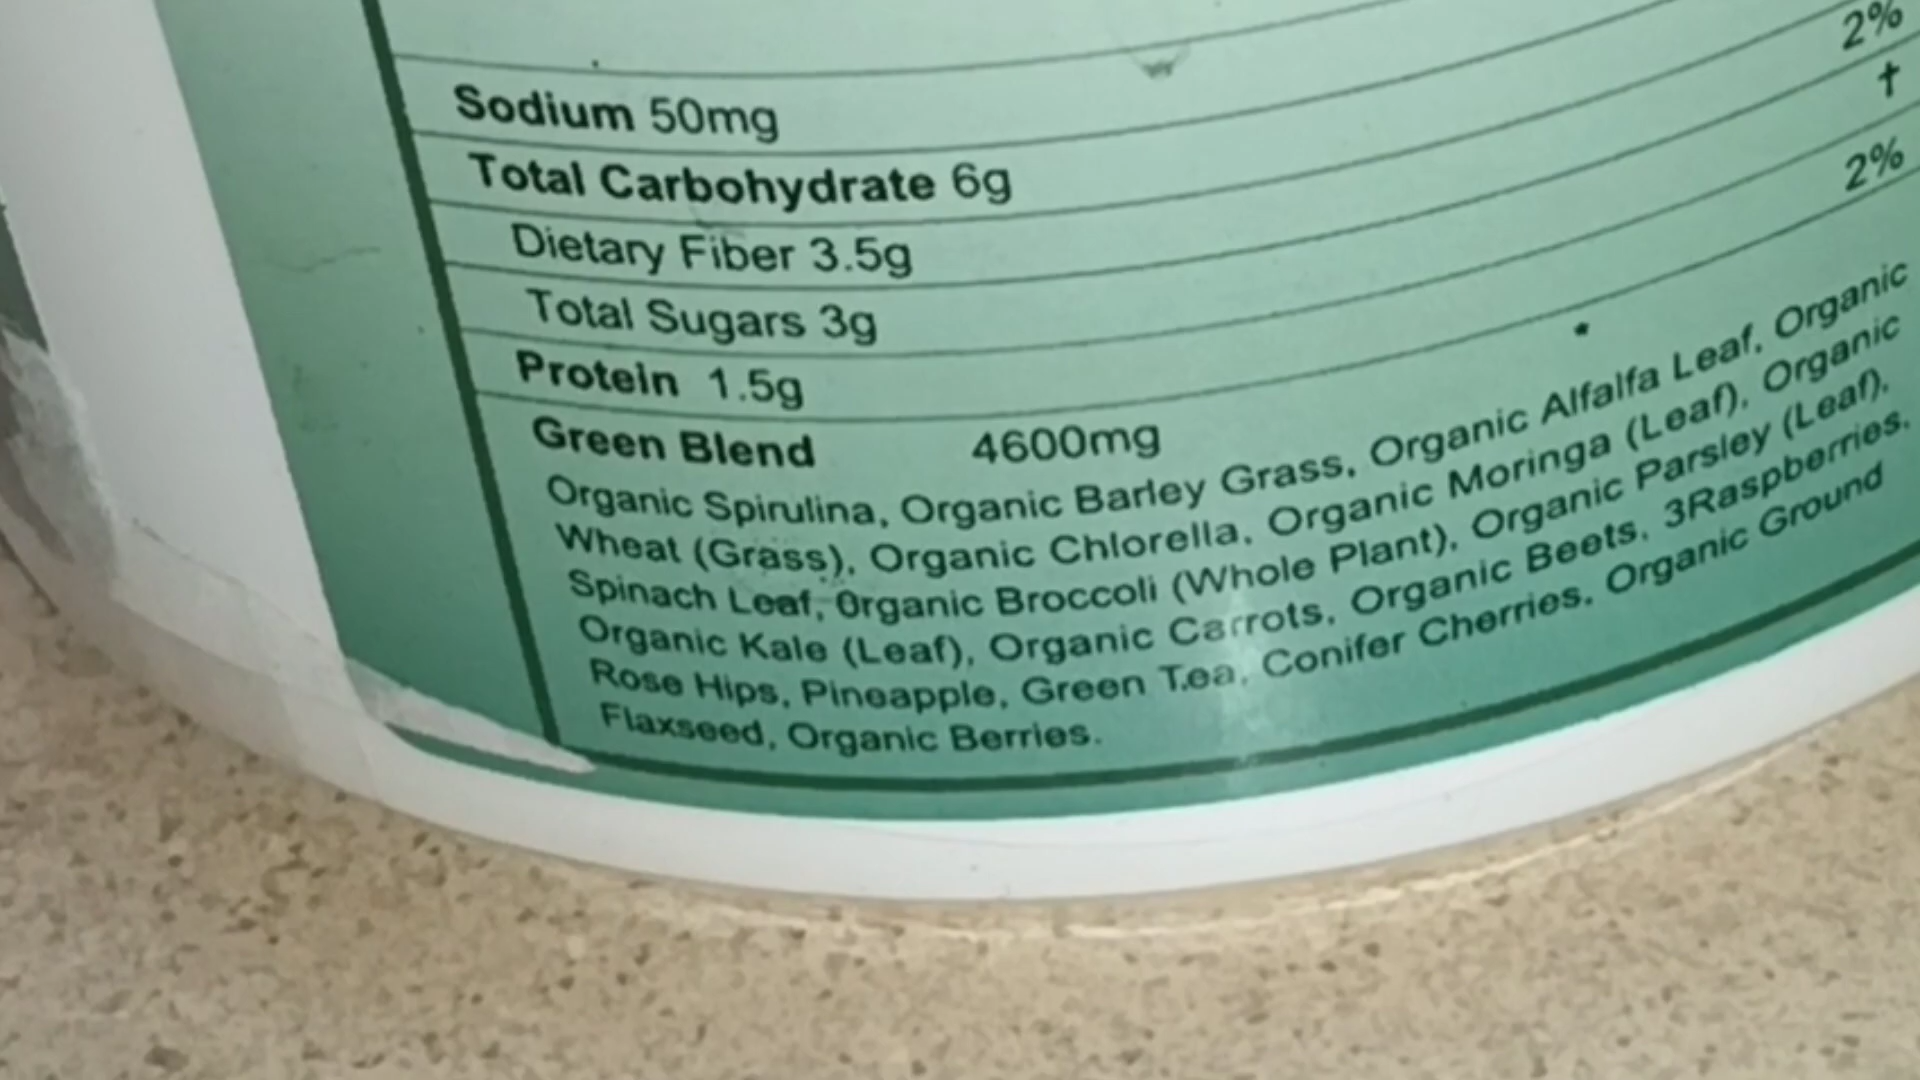 2%
Sodium 50mg
†
Total Carbohydrate 6g
2%
Dietary Fiber 3.5g
Total Sugars 3g
Protein 1.5g
Green Blend 4600mg
Organic Spirulina, Organic Barley Grass, Organic Alfalfa Leaf, Organic
Wheat (Grass), Organic Chlorella, Organic Moringa (Leaf), Organic
Spinach Leaf, Organic Broccoli (Whole Plant), Organic Parsley (Leaf),
Organic Kale (Leaf), Organic Carrots, Organic Beets, 3Raspberries,
Rose Hips, Pineapple, Green Tea, Conifer Cherries, Organic Ground
Flaxseed, Organic Berries.